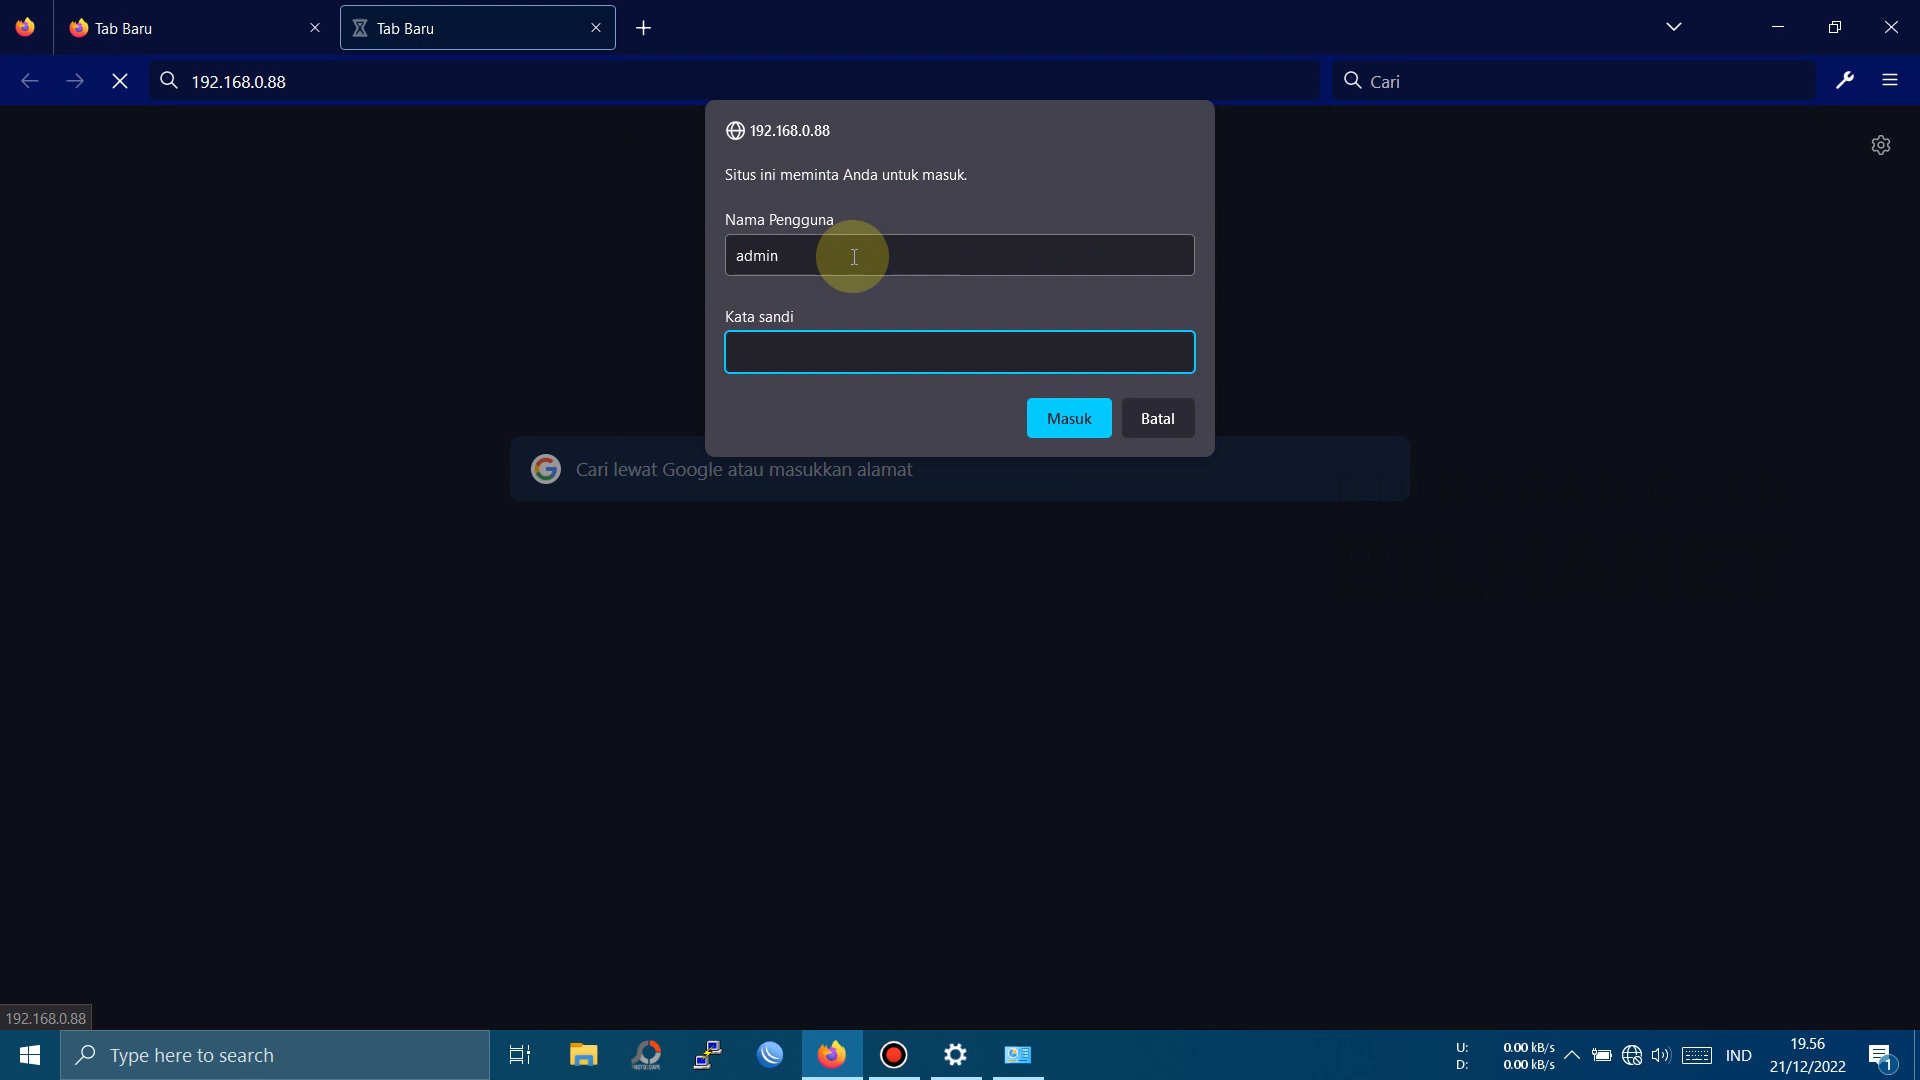 Tab Baru
Tab Baru
192.168.0.88
Cari
192.168.0.88
Situs ini meminta Anda untuk masuk.
Nama Pengguna
admin
Kata sandi
Masuk
Batal
Cari lewat Google atau masukkan alamat
BILHANET
192.168.0.88
Type here to search
U: 0.00 kB/s
D: 0.00 kB/s
IND
19.56
21/12/2022
1